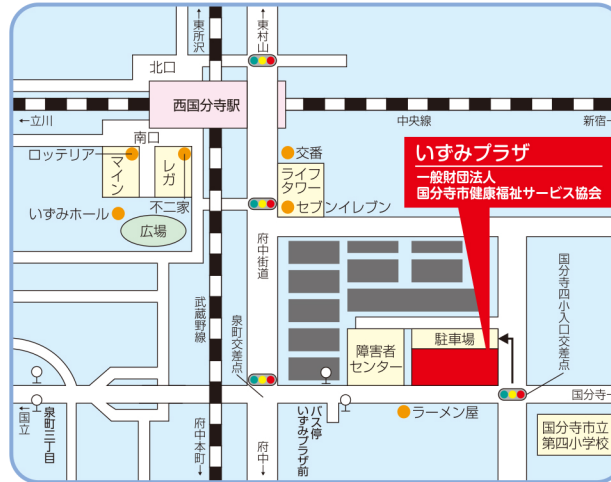 ←東所沢
東村山→
北口
西国分寺駅
←立川
中央線
新宿→
南口
ロッテリア
マイン
レガ
不二家
いずみホール
広場
交番
ライフ
タワー
セブンイレブン
いずみプラザ
一般財団法人
国分寺市健康福祉サービス協会
府中街道
武蔵野線
泉町交差点
国分寺四小入口交差点
障害者
センター
駐車場
国分寺→
ラーメン屋
国分寺市立
第四小学校
←国立
泉町三丁目
府中本町→
府中→
バス停
いずみプラザ前